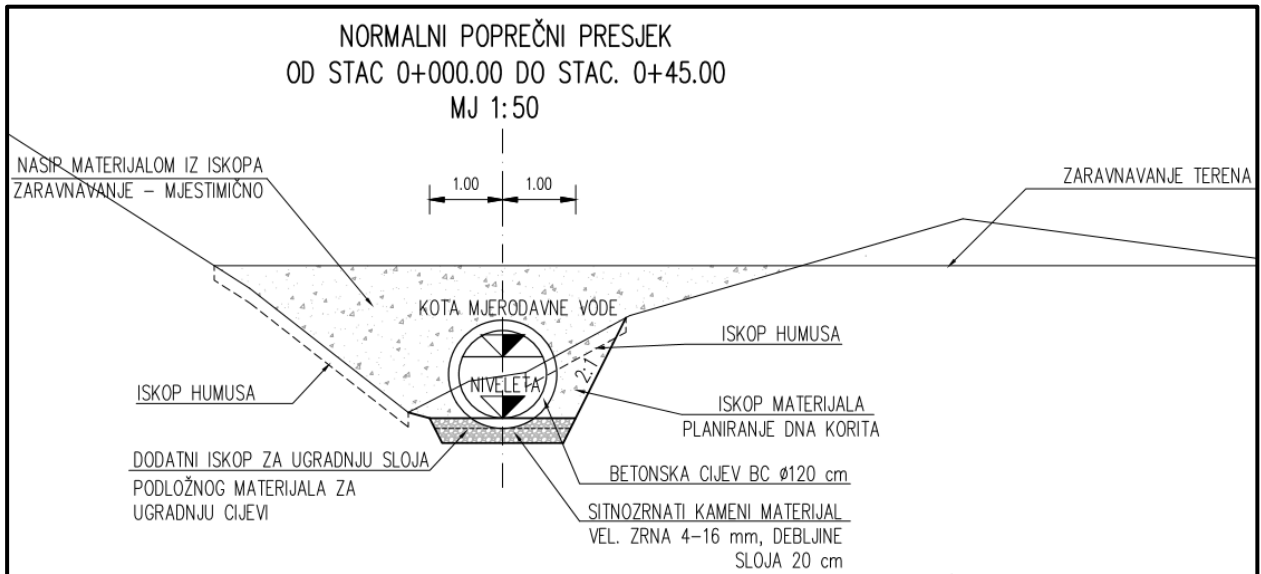 NORMALNI POPREČNI PRESJEK
OD STAC 0+000.00 DO STAC. 0+45.00
MJ 1:50
NASIP MATERIJALOM IZ ISKOPA
ZARAVNAVANJE – MJESTIMIČNO
1.00
1.00
ZARAVNAVANJE TERENA
KOTA MJERODAVNE VODE
ISKOP HUMUSA
2:1
NIVELETA
ISKOP HUMUSA
ISKOP MATERIJALA
PLANIRANJE DNA KORITA
DODATNI ISKOP ZA UGRADNJU SLOJA
PODLOŽNOG MATERIJALA ZA
UGRADNJU CIJEVI
BETONSKA CIJEV BC ø120 cm
SITNOZRNATI KAMENI MATERIJAL
VEL. ZRNA 4–16 mm, DEBLJINE
SLOJA 20 cm